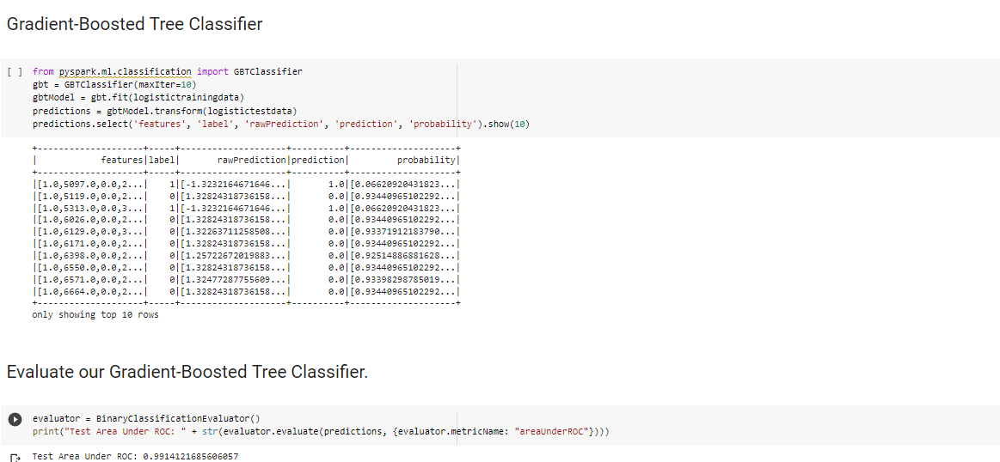 Gradient-Boosted Tree Classifier
[ ] from pyspark.ml.classification import GBTClassifier
gbt = GBTClassifier(maxIter=10)
gbtModel = gbt.fit(logistictrainingdata)
predictions = gbtModel.transform(logistictestdata)
predictions.select('features', 'label', 'rawPrediction', 'prediction', 'probability').show(10)
+--------------------+-----+--------------------+----------+--------------------+
|            features|label|       rawPrediction|prediction|         probability|
+--------------------+-----+--------------------+----------+--------------------+
|[1.0,5097.0,0.0,2...|    1|[-1.3232164671646...|       1.0|[0.06620920431823...|
|[1.0,5119.0,0.0,2...|    0|[1.32824318736158...|       0.0|[0.93440965102292...|
|[1.0,5313.0,0.0,3...|    1|[-1.3232164671646...|       1.0|[0.06620920431823...|
|[1.0,6026.0,0.0,2...|    0|[1.32824318736158...|       0.0|[0.93440965102292...|
|[1.0,6129.0,0.0,3...|    0|[1.32263711258508...|       0.0|[0.93371912183790...|
|[1.0,6171.0,0.0,2...|    0|[1.32824318736158...|       0.0|[0.93440965102292...|
|[1.0,6398.0,0.0,2...|    0|[1.25722672019883...|       0.0|[0.92514886881628...|
|[1.0,6550.0,0.0,2...|    0|[1.32824318736158...|       0.0|[0.93440965102292...|
|[1.0,6571.0,0.0,2...|    0|[1.32477287755609...|       0.0|[0.93398298785019...|
|[1.0,6664.0,0.0,2...|    0|[1.32824318736158...|       0.0|[0.93440965102292...|
+--------------------+-----+--------------------+----------+--------------------+
only showing top 10 rows
Evaluate our Gradient-Boosted Tree Classifier.
evaluator = BinaryClassificationEvaluator()
print("Test Area Under ROC: " + str(evaluator.evaluate(predictions, {evaluator.metricName: "areaUnderROC"})))
Test Area Under ROC: 0.9914121685606057